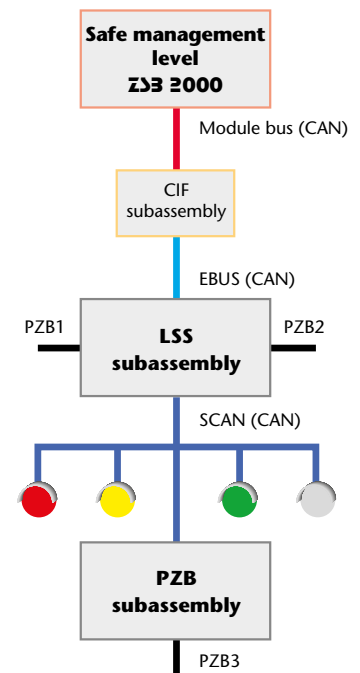 Safe management
level
ZSB 2000
Module bus (CAN)
CIF
subassembly
EBUS (CAN)
PZB1
LSS
subassembly
PZB2
SCAN (CAN)
PZB
subassembly
PZB3